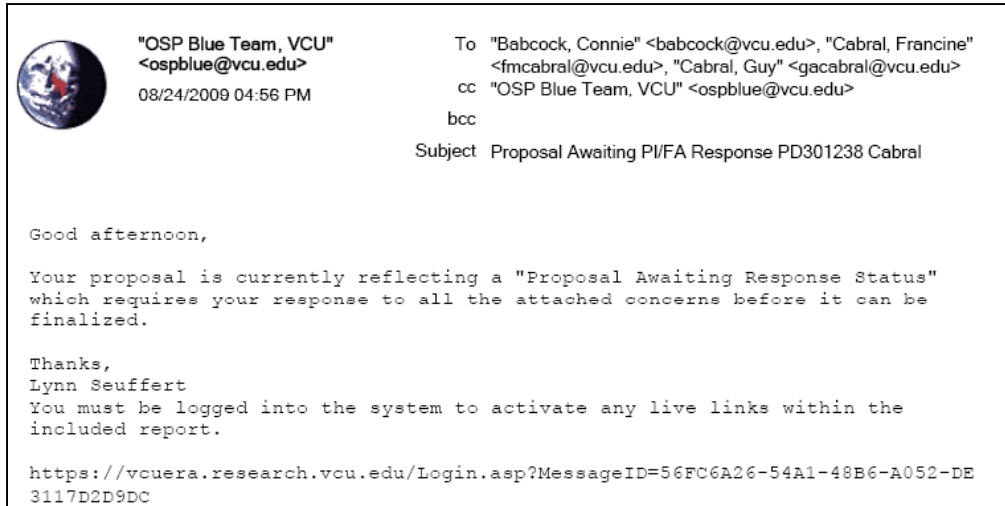 "OSP Blue Team, VCU"
<ospblue@vcu.edu>
08/24/2009 04:56 PM
To "Babcock, Connie" <babcock@vcu.edu>, "Cabral, Francine"
<fmcabral@vcu.edu>, "Cabral, Guy" <gacabral@vcu.edu>
cc "OSP Blue Team, VCU" <ospblue@vcu.edu>
bcc
Subject Proposal Awaiting PI/FA Response PD301238 Cabral
Good afternoon,
Your proposal is currently reflecting a "Proposal Awaiting Response Status"
which requires your response to all the attached concerns before it can be
finalized.
Thanks,
Lynn Seuffert
You must be logged into the system to activate any live links within the
included report.
https://vcuera.research.vcu.edu/Login.asp?MessageID=56FC6A26-54A1-48B6-A052-DE
3117D2D9DC